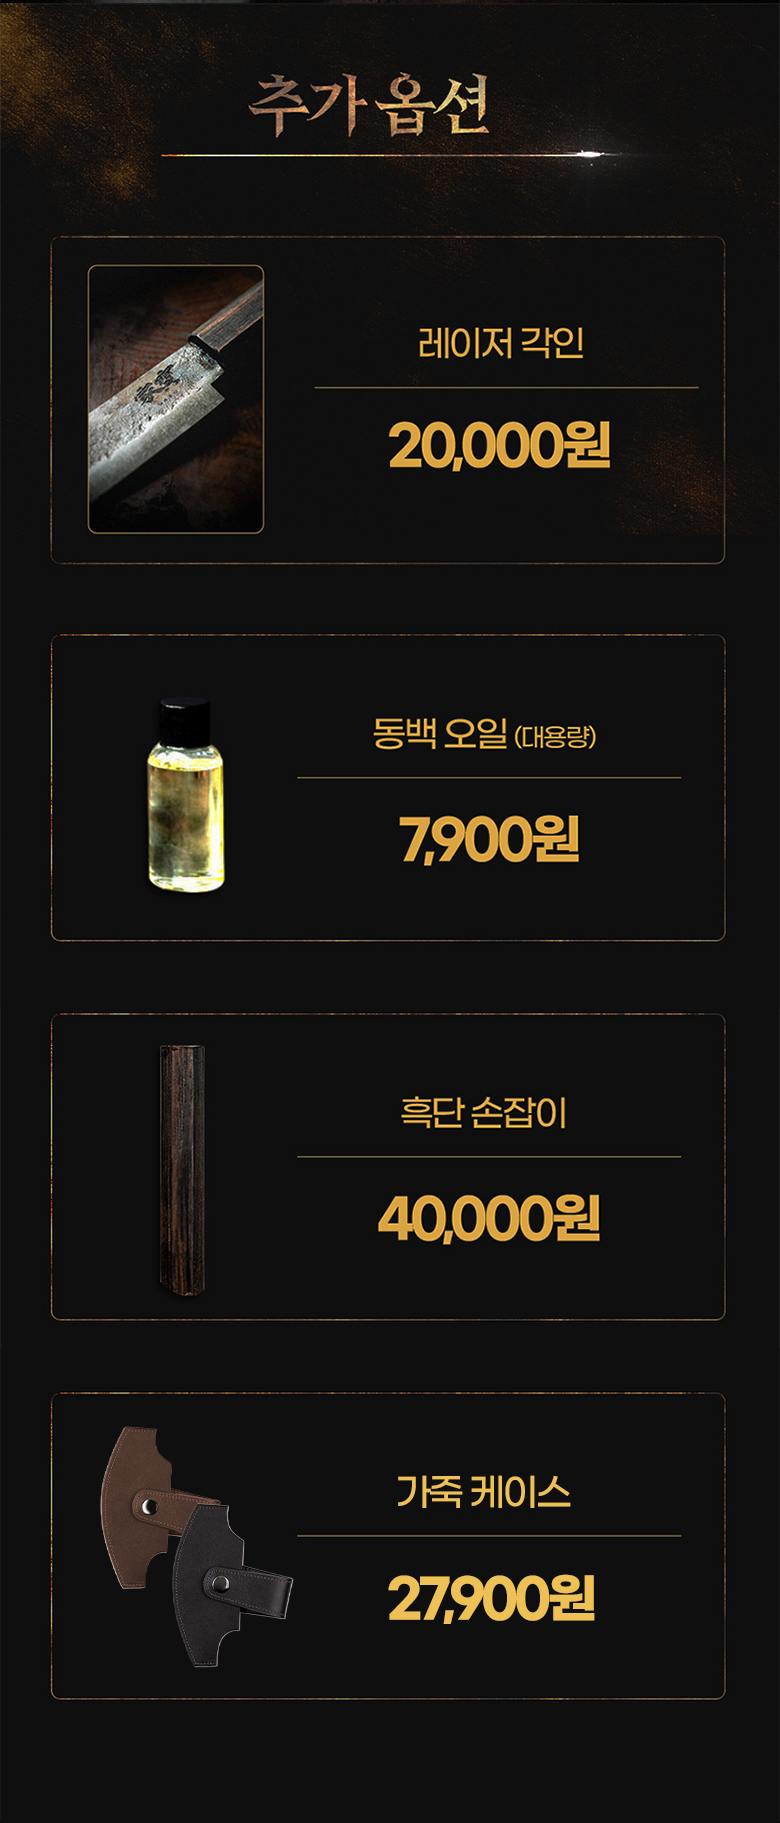 추가 옵션
레이저 각인
20,000원
동백 오일 (대용량)
7,900원
흑단 손잡이
40,000원
가죽 케이스
27,900원